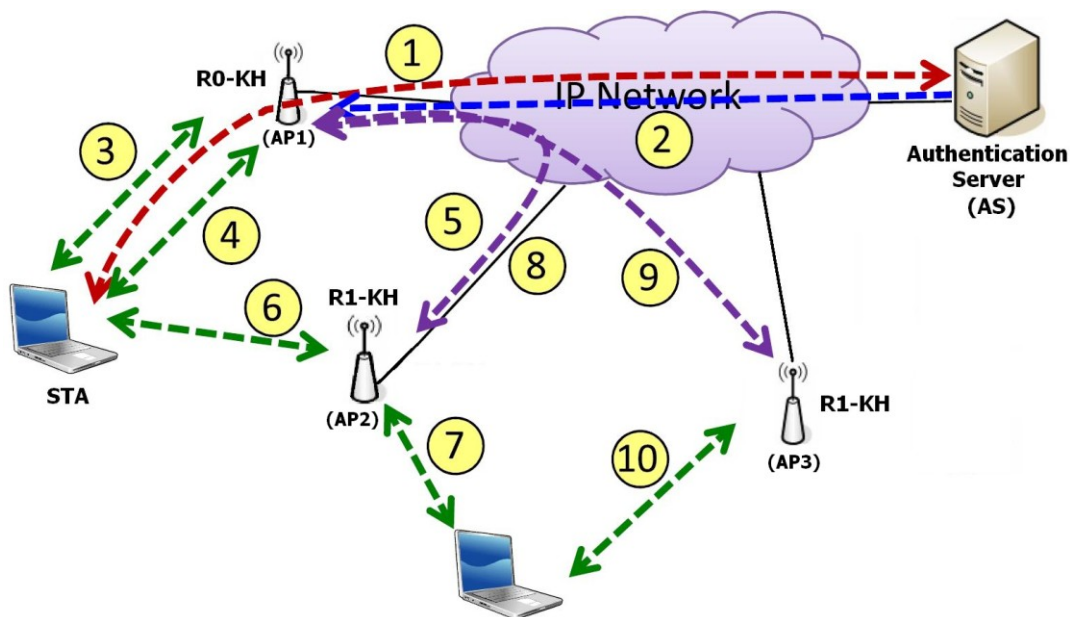 1
R0-KH
IP Network
(AP1)
2
3
Authentication
Server
(AS)
4
5
8
9
6
R1-KH
STA
(AP2)
R1-KH
7
10
(AP3)